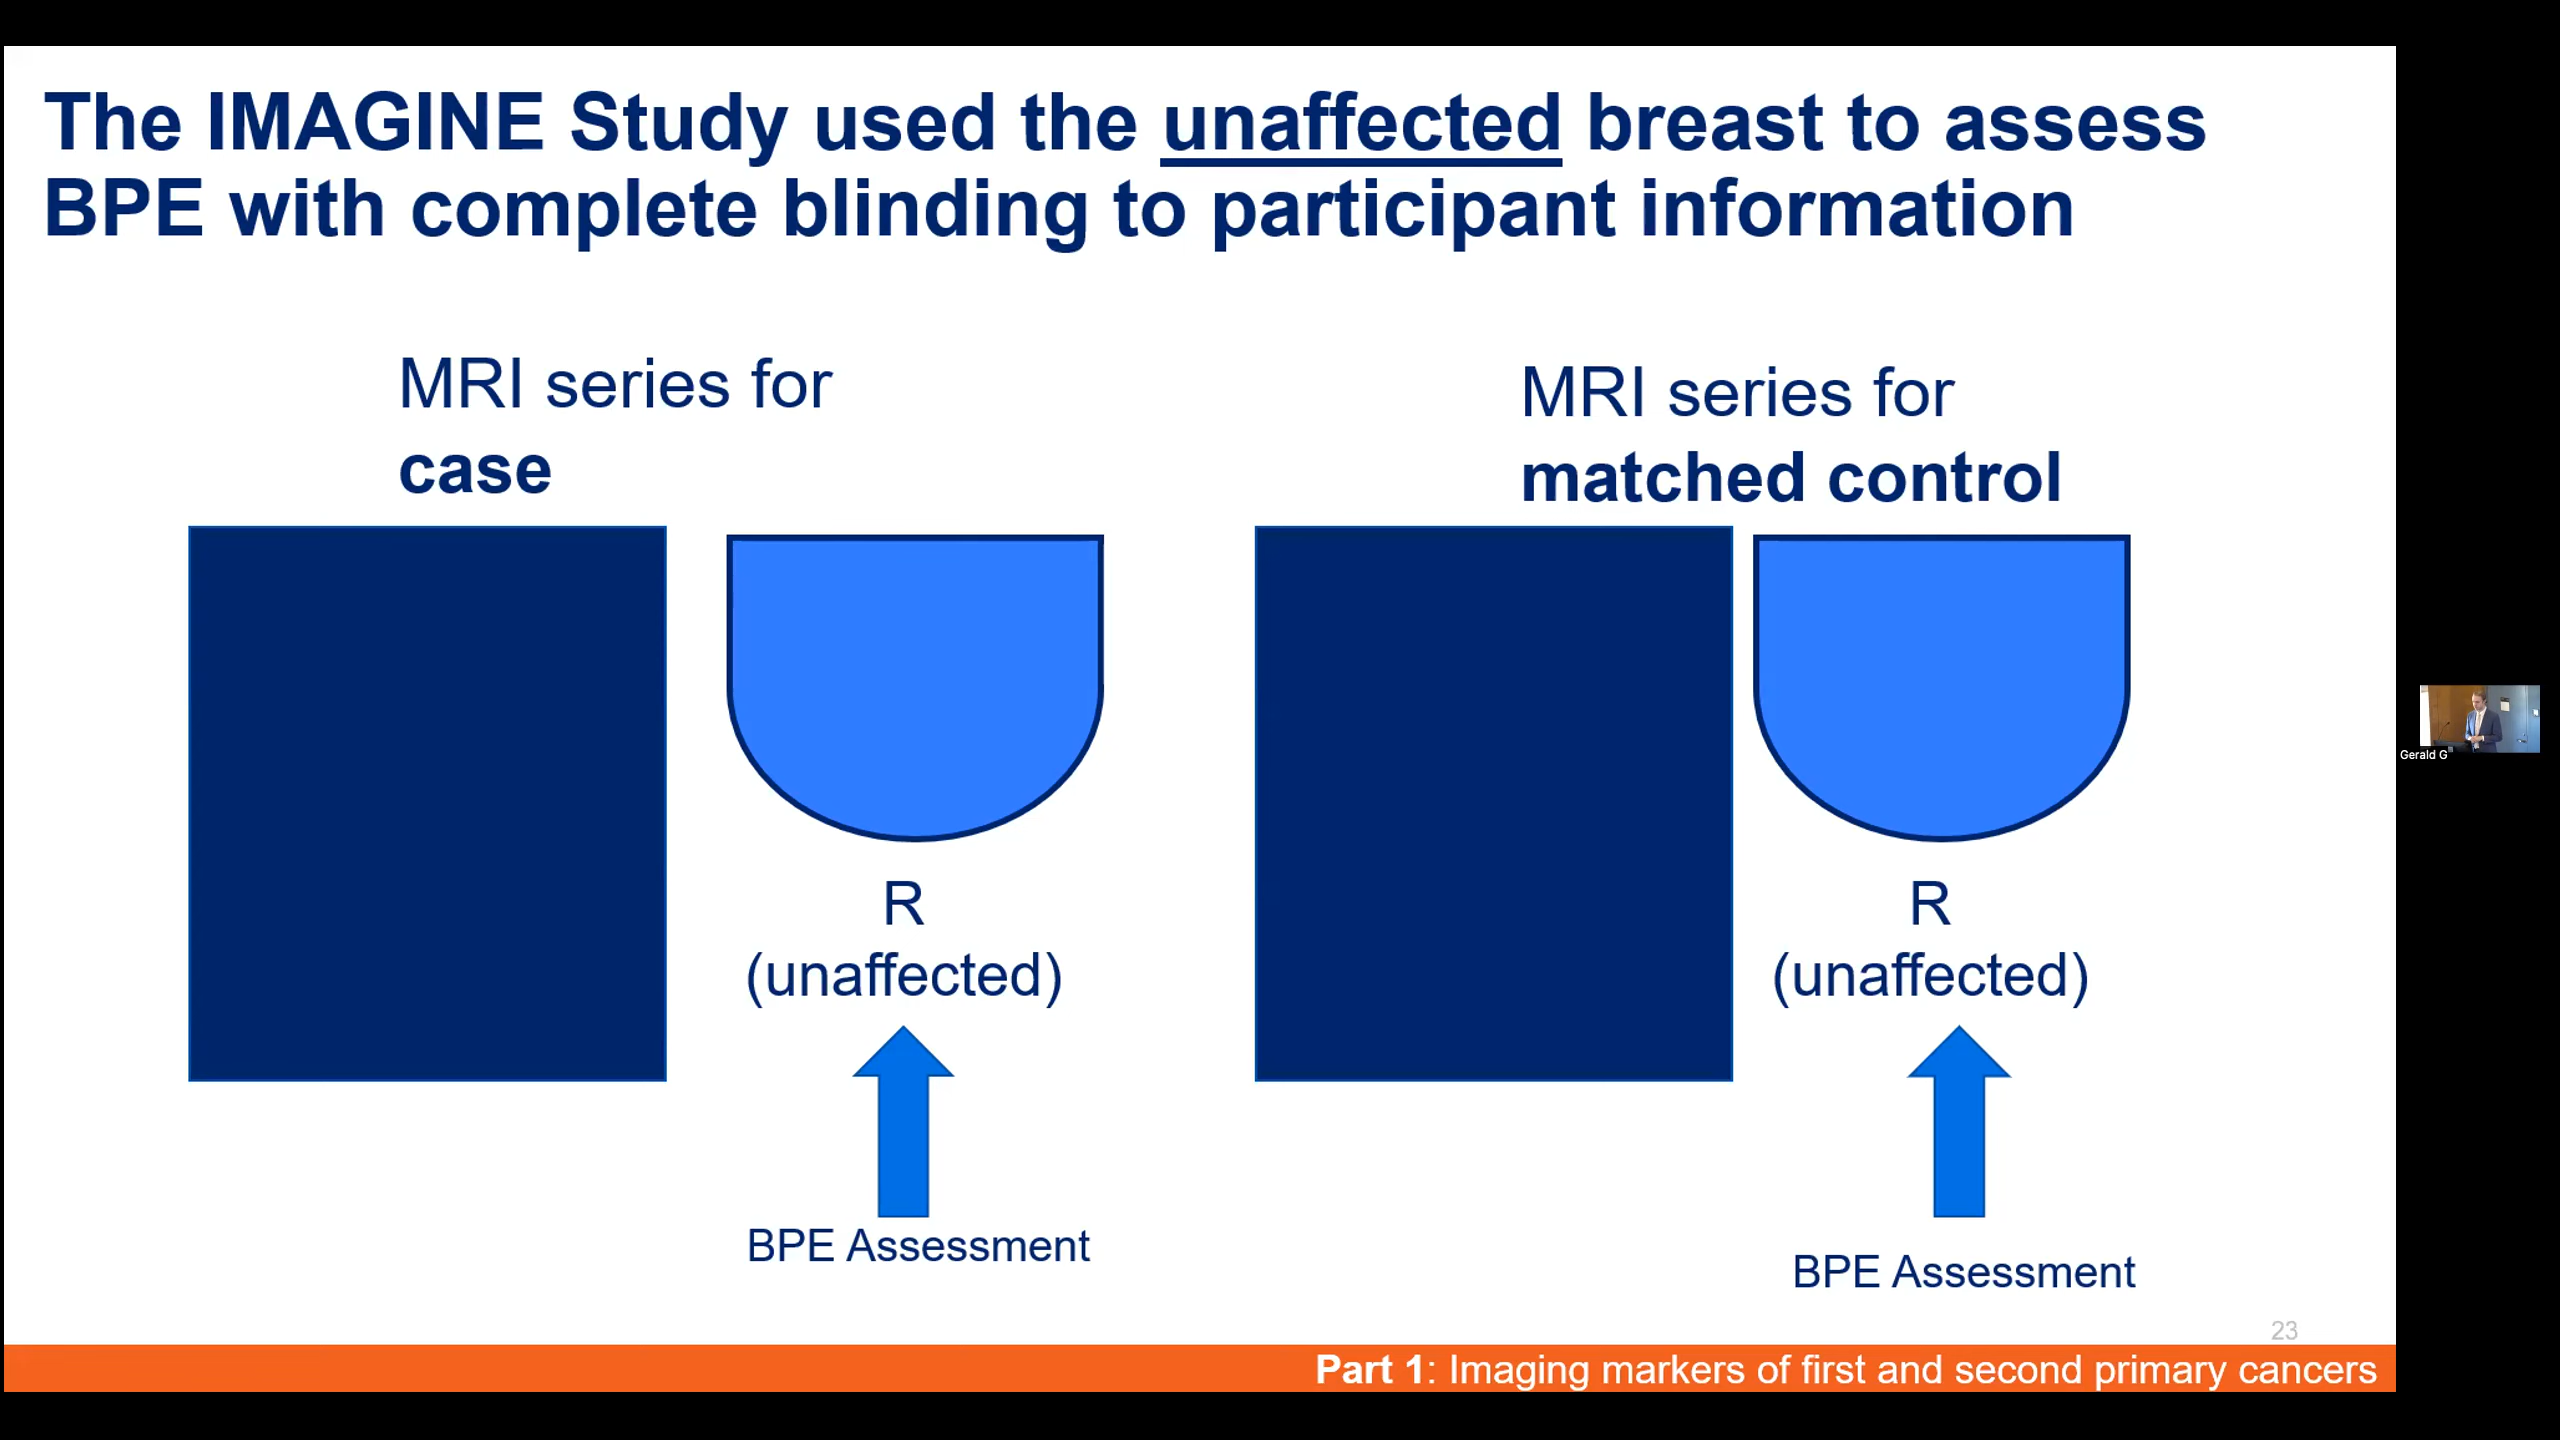 The IMAGINE Study used the unaffected breast to assess
BPE with complete blinding to participant information
MRI series for
case
MRI series for
matched control
R
(unaffected)
R
(unaffected)
BPE Assessment
BPE Assessment
23
Part 1: Imaging markers of first and second primary cancers
Gerald G